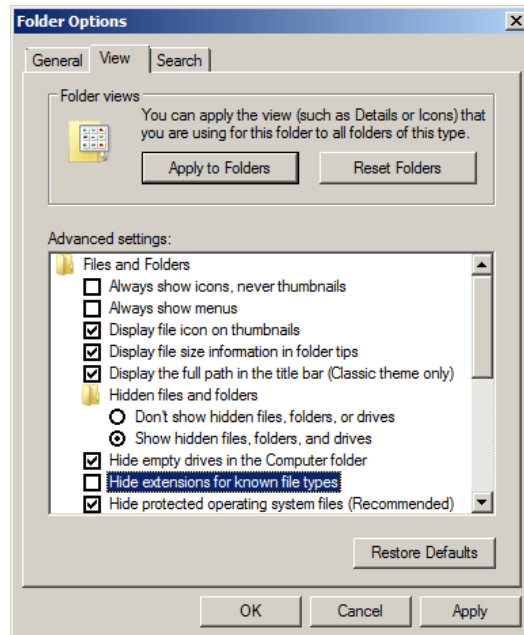 Folder Options
General View Search
Folder views
You can apply the view (such as Details or Icons) that
you are using for this folder to all folders of this type.
Apply to Folders Reset Folders
Advanced settings:
Files and Folders
Always show icons, never thumbnails
Always show menus
Display file icon on thumbnails
Display file size information in folder tips
Display the full path in the title bar (Classic theme only)
Hidden files and folders
Don't show hidden files, folders, or drives
Show hidden files, folders, and drives
Hide empty drives in the Computer folder
Hide extensions for known file types
Hide protected operating system files (Recommended)
Restore Defaults
OK Cancel Apply